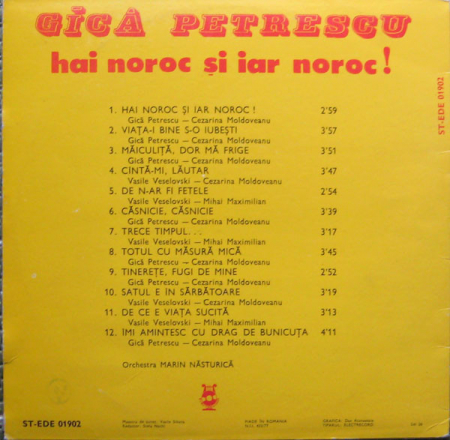 GÎCĂ PETRESCU
hai noroc și iar noroc!
ST-EDE 01902
1. HAI NOROC ȘI IAR NOROC! 2'59
Gică Petrescu — Cezarina Moldoveanu
2. VIAȚA-I BINE S-O IUBEȘTI 3'57
Gică Petrescu — Cezarina Moldoveanu
3. MĂICULIȚĂ, DOR MĂ FRIGE 3'51
Gică Petrescu — Cezarina Moldoveanu
4. CÎNTĂ-MI, LĂUTAR 3'47
Vasile Veselovski — Cezarina Moldoveanu
5. DE N-AR FI FETELE 2'54
Vasile Veselovski — Mihai Maximilian
6. CĂSNICIE, CĂSNICIE 3'39
Gică Petrescu — Cezarina Moldoveanu
7. TRECE TIMPUL... 3'17
Vasile Veselovski — Mihai Maximilian
8. TOTUL CU MĂSURĂ MICĂ 3'45
Gică Petrescu — Cezarina Moldoveanu
9. TINEREȚE, FUGI DE MINE 2'52
Gică Petrescu — Cezarina Moldoveanu
10. SATUL E ÎN SĂRBĂTOARE 3'19
Vasile Veselovski — Cezarina Moldoveanu
11. DE CE E VIAȚA SUCITĂ 3'13
Vasile Veselovski — Mihai Maximilian
12. ÎMI AMINTESC CU DRAG DE BUNICUȚA 4'11
Gică Petrescu — Cezarina Moldoveanu
Orchestra MARIN NĂSTURICĂ
ST-EDE 01902
MADE IN ROMANIA
TIPARUL: ELECTRECORD